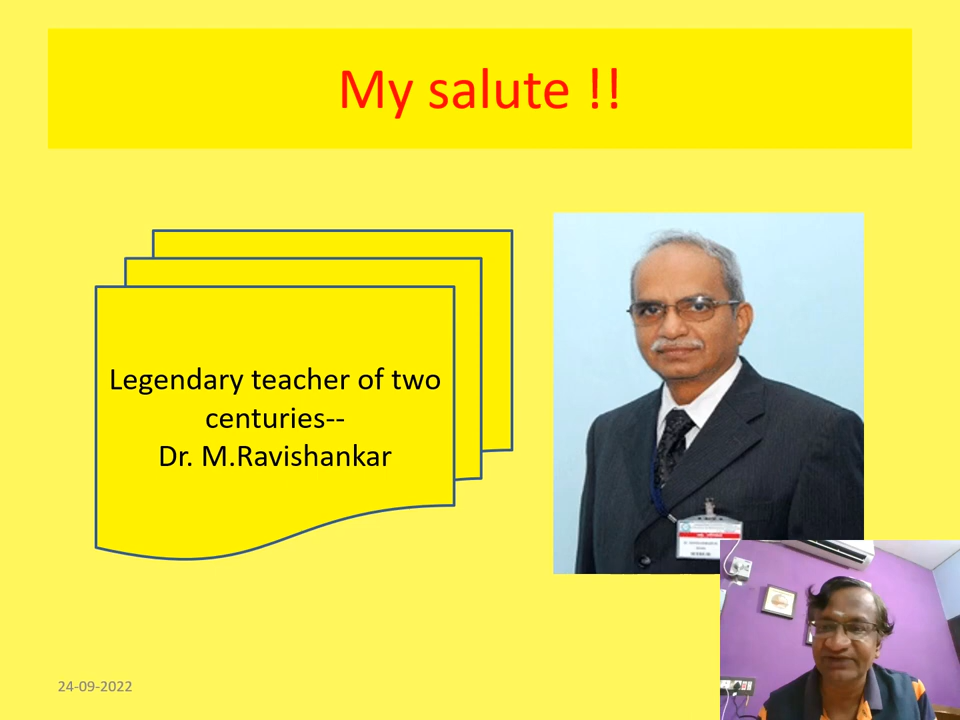 My salute !!
Legendary teacher of two
centuries--
Dr. M.Ravishankar
24-09-2022